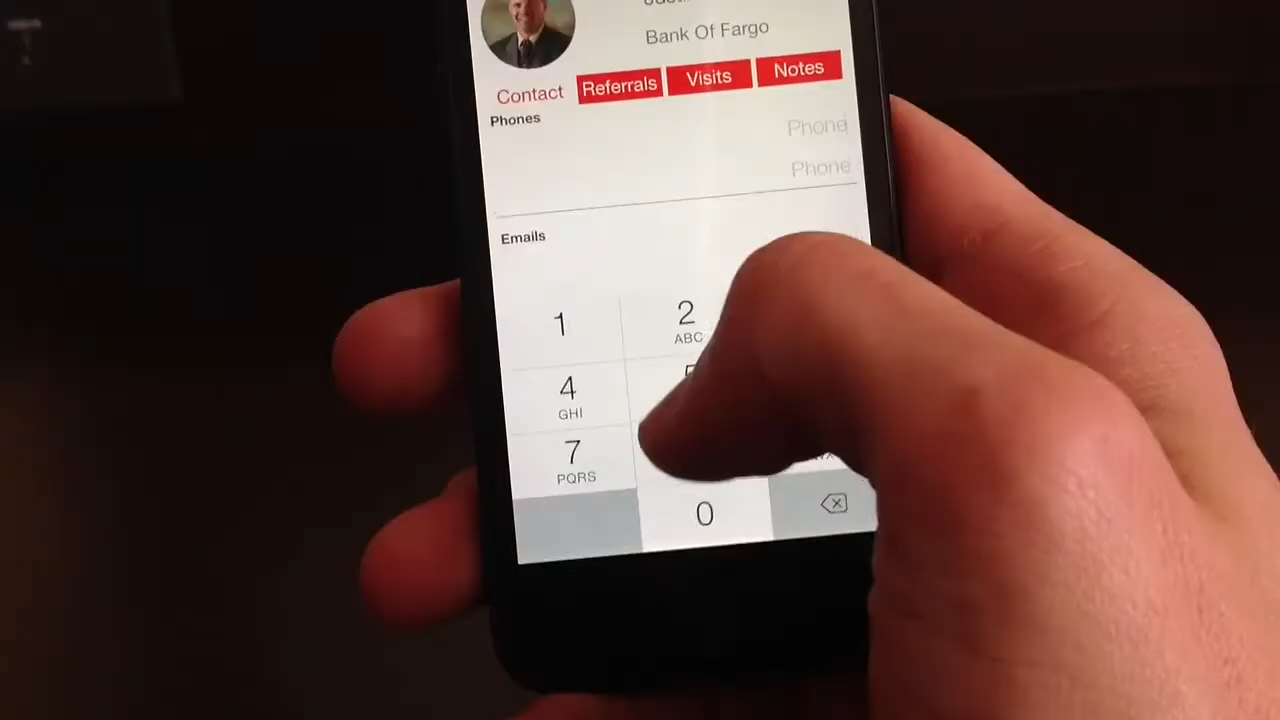 Bank Of Fargo
Contact
Referrals
Visits
Notes
Phones
Phone
Phone
Emails
1
2
ABC
4
GHI
7
PQRS
0